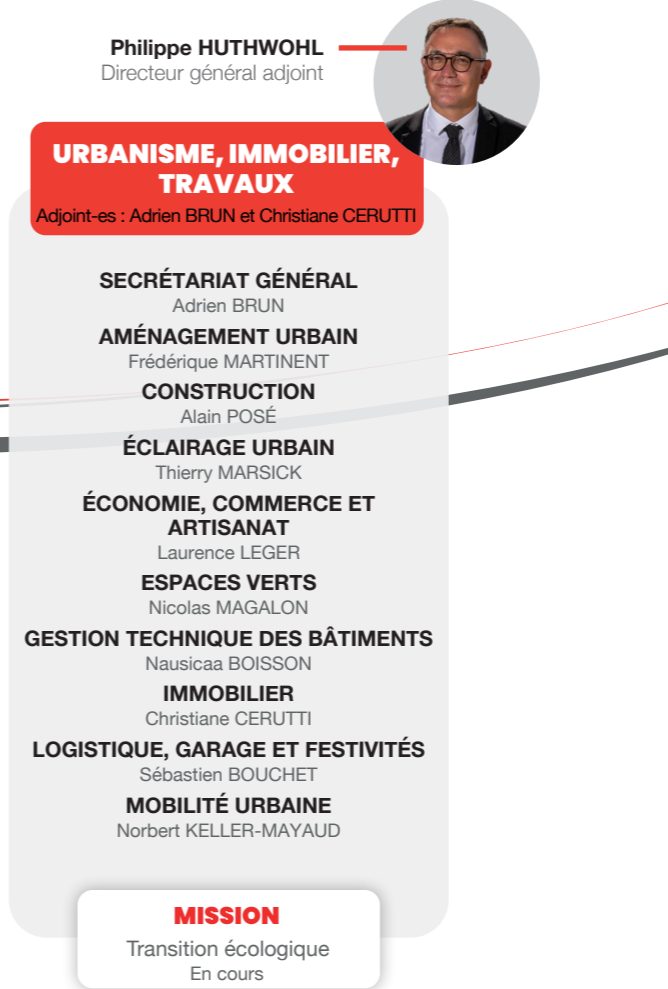 Philippe HUTHWOHL
Directeur général adjoint
URBANISME, IMMOBILIER,
TRAVAUX
Adjoint-es : Adrien BRUN et Christiane CERUTTI
SECRÉTARIAT GÉNÉRAL
Adrien BRUN
AMÉNAGEMENT URBAIN
Frédérique MARTINENT
CONSTRUCTION
Alain POSÉ
ÉCLAIRAGE URBAIN
Thierry MARSICK
ÉCONOMIE, COMMERCE ET
ARTISANAT
Laurence LEGER
ESPACES VERTS
Nicolas MAGALON
GESTION TECHNIQUE DES BÂTIMENTS
Nausicaa BOISSON
IMMOBILIER
Christiane CERUTTI
LOGISTIQUE, GARAGE ET FESTIVITÉS
Sébastien BOUCHET
MOBILITÉ URBAINE
Norbert KELLER-MAYAUD
MISSION
Transition écologique
En cours